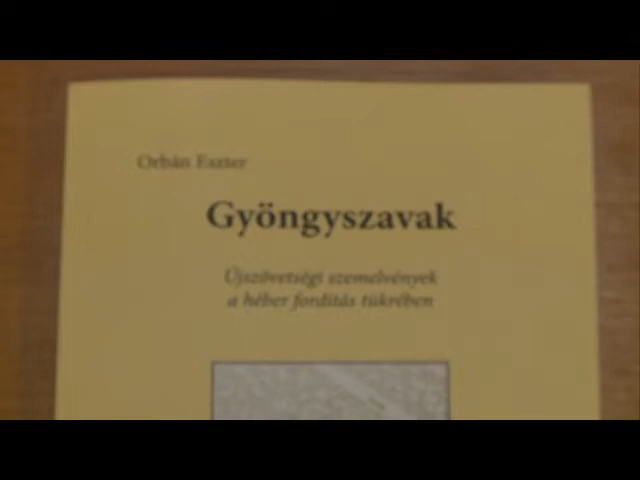 Orbán Eszter
Gyöngyszavak
Újszövetségi szemelvények
a héber fordítás tükrében